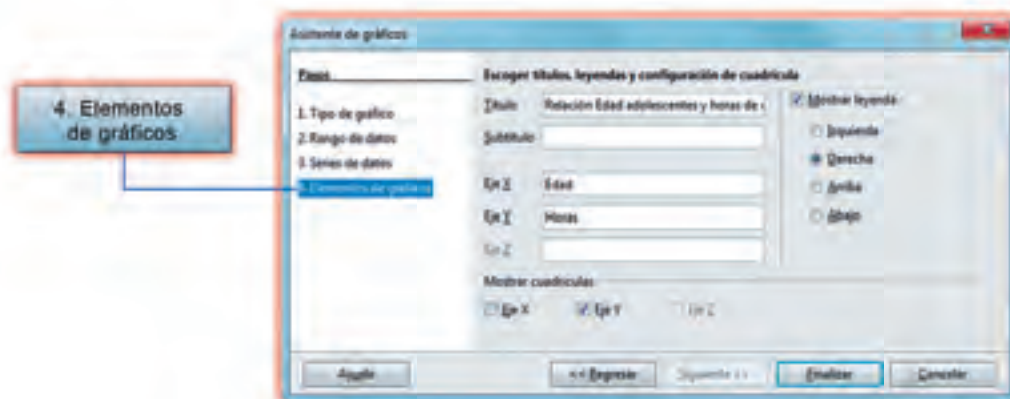 4. Elementos
de gráficos
Asistente de gráficos
Pasos
1. Tipo de gráfico
2. Rango de datos
3. Series de datos
4. Elementos de gráficos
Escoger títulos, leyendas y configuración de cuadrícula
Título
Relación Edad adolescentes y horas de
Subtítulo
Eje X
Edad
Eje Y
Horas
Eje Z
Mostrar leyenda
Izquierda
Derecha
Arriba
Abajo
Mostrar cuadrículas
Eje X
Eje Y
Eje Z
Ayuda
<< Regresar
Siguiente >>
Finalizar
Cancelar